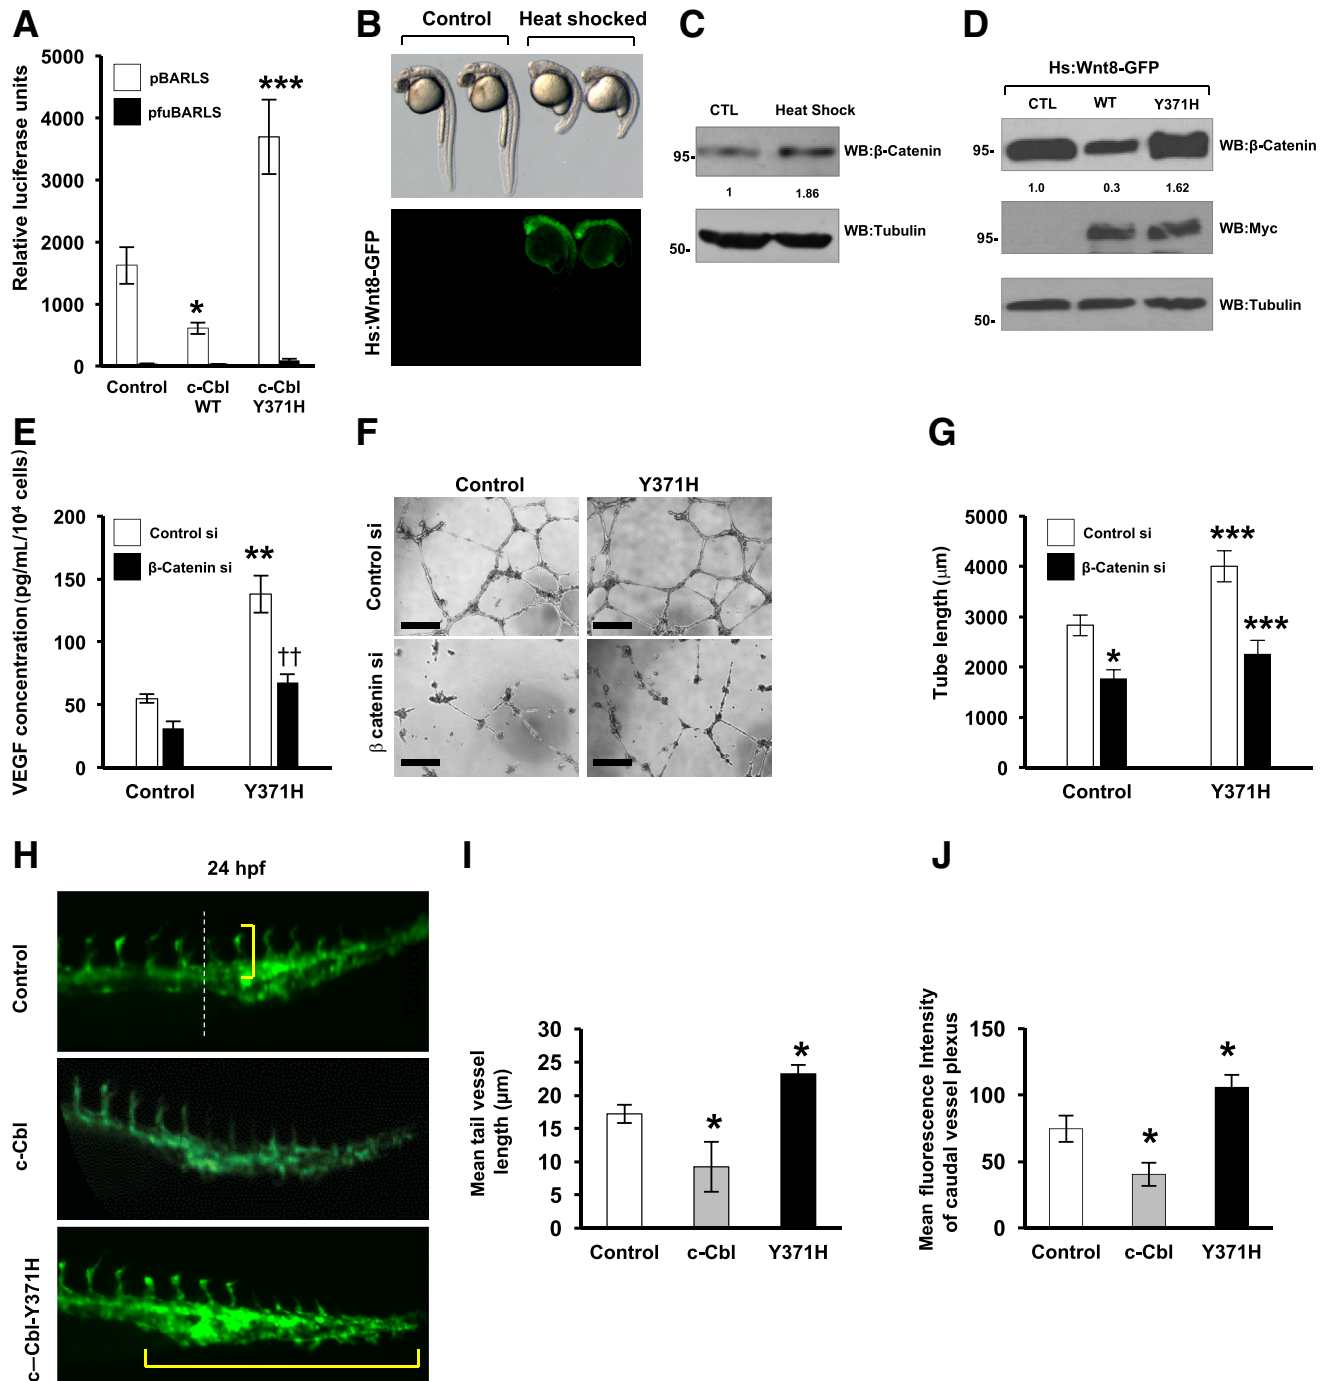 A
Relative luciferase units
5000
4000
3000
2000
1000
0
pBARLS
pfuBARLS
***
*
Control
c-Cbl
WT
c-Cbl
Y371H
B
Control
Heat shocked
Hs:Wnt8-GFP
C
CTL
Heat Shock
95-
WB:β-Catenin
1
1.86
50-
WB:Tubulin
D
Hs:Wnt8-GFP
CTL
WT
Y371H
95-
WB:β-Catenin
1.0
0.3
1.62
95-
WB:Myc
50-
WB:Tubulin
E
VEGF concentration (pg/mL/10⁴ cells)
200
150
100
50
0
Control si
β-Catenin si
**
††
Control
Y371H
F
Control
Y371H
Control si
β catenin si
G
Tube length (μm)
5000
4000
3000
2000
1000
0
Control si
β-Catenin si
***
*
***
Control
Y371H
H
24 hpf
Control
c-Cbl
c–Cbl-Y371H
I
Mean tail vessel
length (μm)
30
25
20
15
10
5
0
*
*
Control
c-Cbl
Y371H
J
Mean fluorescence Intensity
of caudal vessel plexus
150
100
50
0
*
*
Control
c-Cbl
Y371H